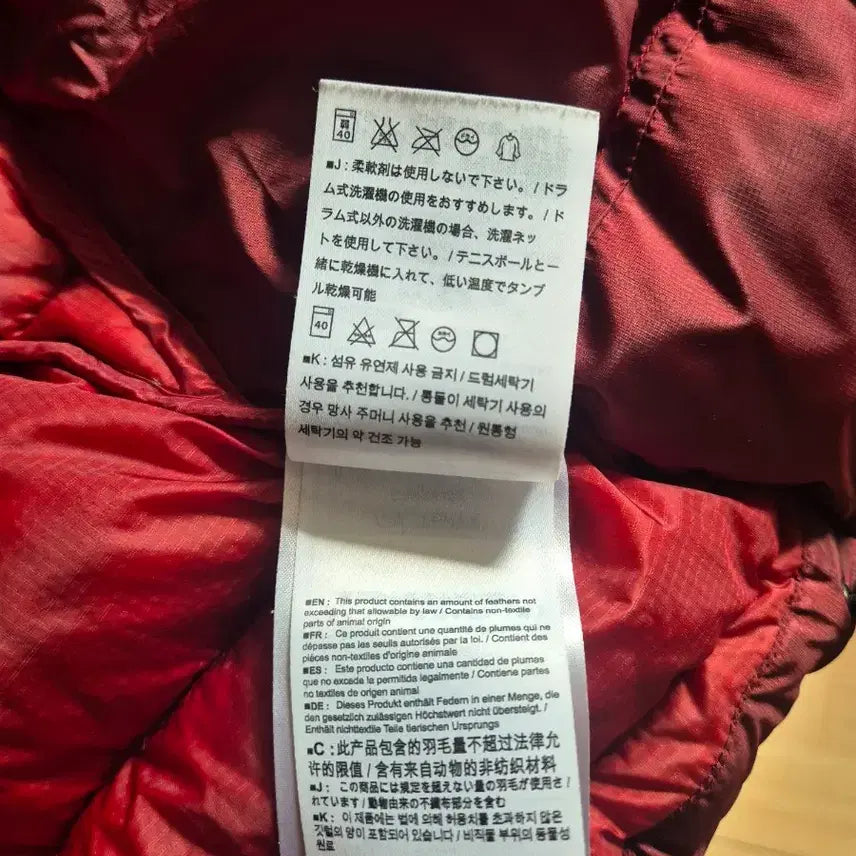 弱
40
■J : 柔軟剤は使用しないで下さい。/ ドラ
ム式洗濯機の使用をおすすめします。/ ド
ラム式以外の洗濯機の場合、洗濯ネッ
トを使用して下さい。/ テニスボールと一
緒に乾燥機に入れて、低い温度でタンブ
ル乾燥可能
40
■K : 섬유 유연제 사용 금지 / 드럼세탁기
사용을 추천합니다. / 통돌이 세탁기 사용의
경우 망사 주머니 사용을 추천 / 원통형
세탁기의 약 건조 가능
■EN : This product contains an amount of feathers not
exceeding that allowable by law / Contains non-textile
parts of animal origin
■FR : Ce produit contient une quantité de plumes qui ne
dépasse pas les seuils autorisés par la loi. / Contient des
pièces non-textiles d'origine animale
■ES : Este producto contiene una cantidad de plumas
que no excede la permitida legalmente / Contiene partes
no textiles de origen animal
■DE : Dieses Produkt enthält Federn in einer Menge, die
den gesetzlich zulässigen Höchstwert nicht übersteigt. /
Enthält nichttextile Teile tierischen Ursprungs
■C : 此产品包含的羽毛量不超过法律允
许的限值 / 含有来自动物的非纺织材料
■J : この商品には規定を超えない量の羽毛が使用さ
れています / 動物由来の不織布部分を含む
■K : 이 제품에는 법에 의해 허용치를 초과하지 않은
깃털의 양이 포함되어 있습니다 / 비직물 부위의 동물성
원료